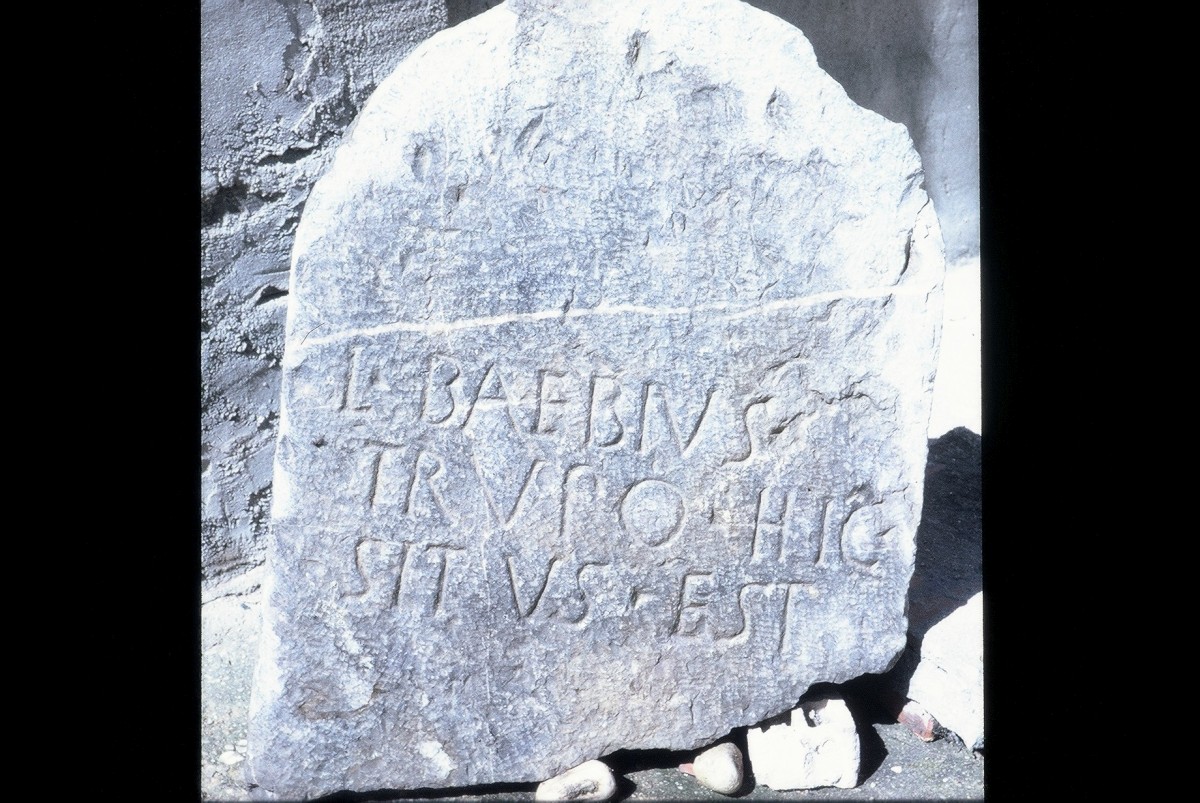 L BAEBIVS
TRVPO · HIC
SITVS · EST